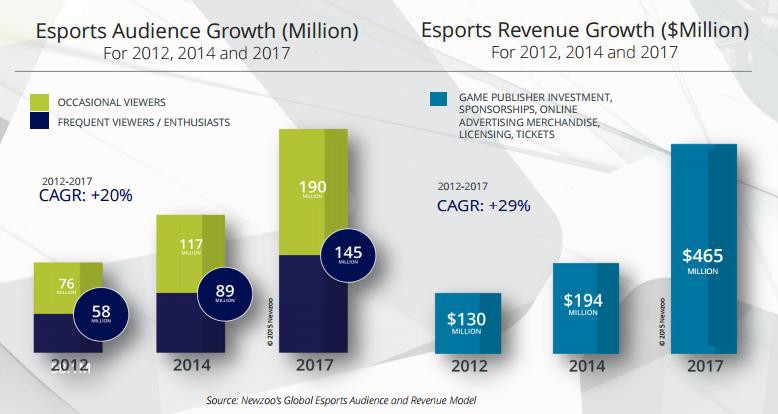 Esports Audience Growth (Million)
For 2012, 2014 and 2017
OCCASIONAL VIEWERS
FREQUENT VIEWERS / ENTHUSIASTS
2012-2017
CAGR: +20%
76
MILLION
58
MILLION
2012
117
MILLION
89
MILLION
2014
190
MILLION
145
MILLION
2017
© 2015 Newzoo
Esports Revenue Growth ($Million)
For 2012, 2014 and 2017
GAME PUBLISHER INVESTMENT,
SPONSORSHIPS, ONLINE
ADVERTISING MERCHANDISE,
LICENSING, TICKETS
2012-2017
CAGR: +29%
$130
MILLION
2012
$194
MILLION
2014
$465
MILLION
2017
© 2015 Newzoo
Source: Newzoo's Global Esports Audience and Revenue Model